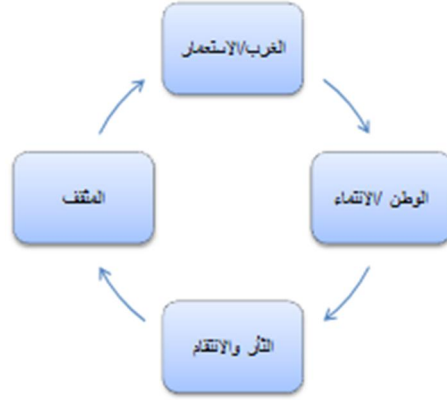 الغرب/الاستعمار
الوطن /الانتماء
الثأر والانتقام
المثقف